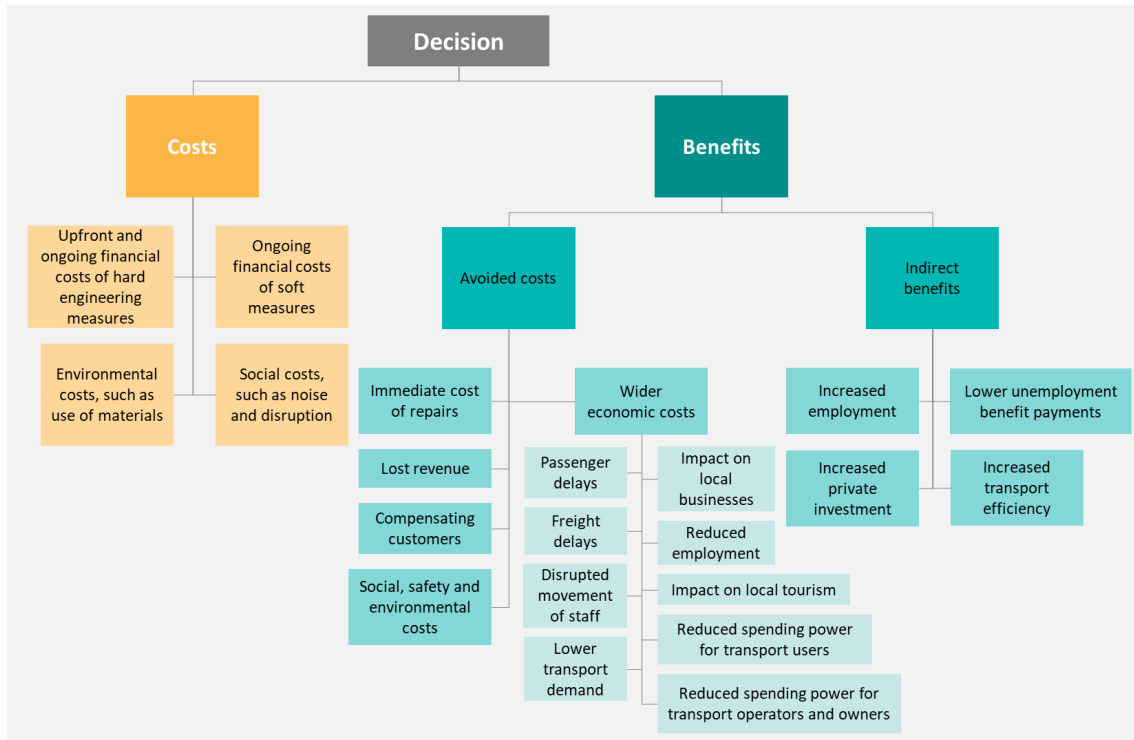 Decision
Costs
Benefits
Upfront and
ongoing financial
costs of hard
engineering
measures
Ongoing
financial costs
of soft
measures
Environmental
costs, such as
use of materials
Social costs,
such as noise
and disruption
Avoided costs
Indirect
benefits
Immediate cost
of repairs
Wider
economic costs
Lost revenue
Compensating
customers
Social, safety and
environmental
costs
Passenger
delays
Impact on
local
businesses
Freight
delays
Reduced
employment
Disrupted
movement
of staff
Impact on local tourism
Lower
transport
demand
Reduced spending power
for transport users
Reduced spending power for
transport operators and owners
Increased
employment
Lower unemployment
benefit payments
Increased
private
investment
Increased
transport
efficiency